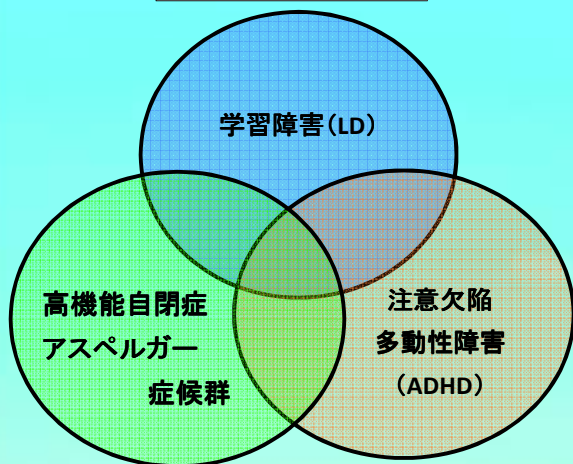 学習障害（LD）
高機能自閉症
アスペルガー
症候群
注意欠陥
多動性障害
（ADHD）